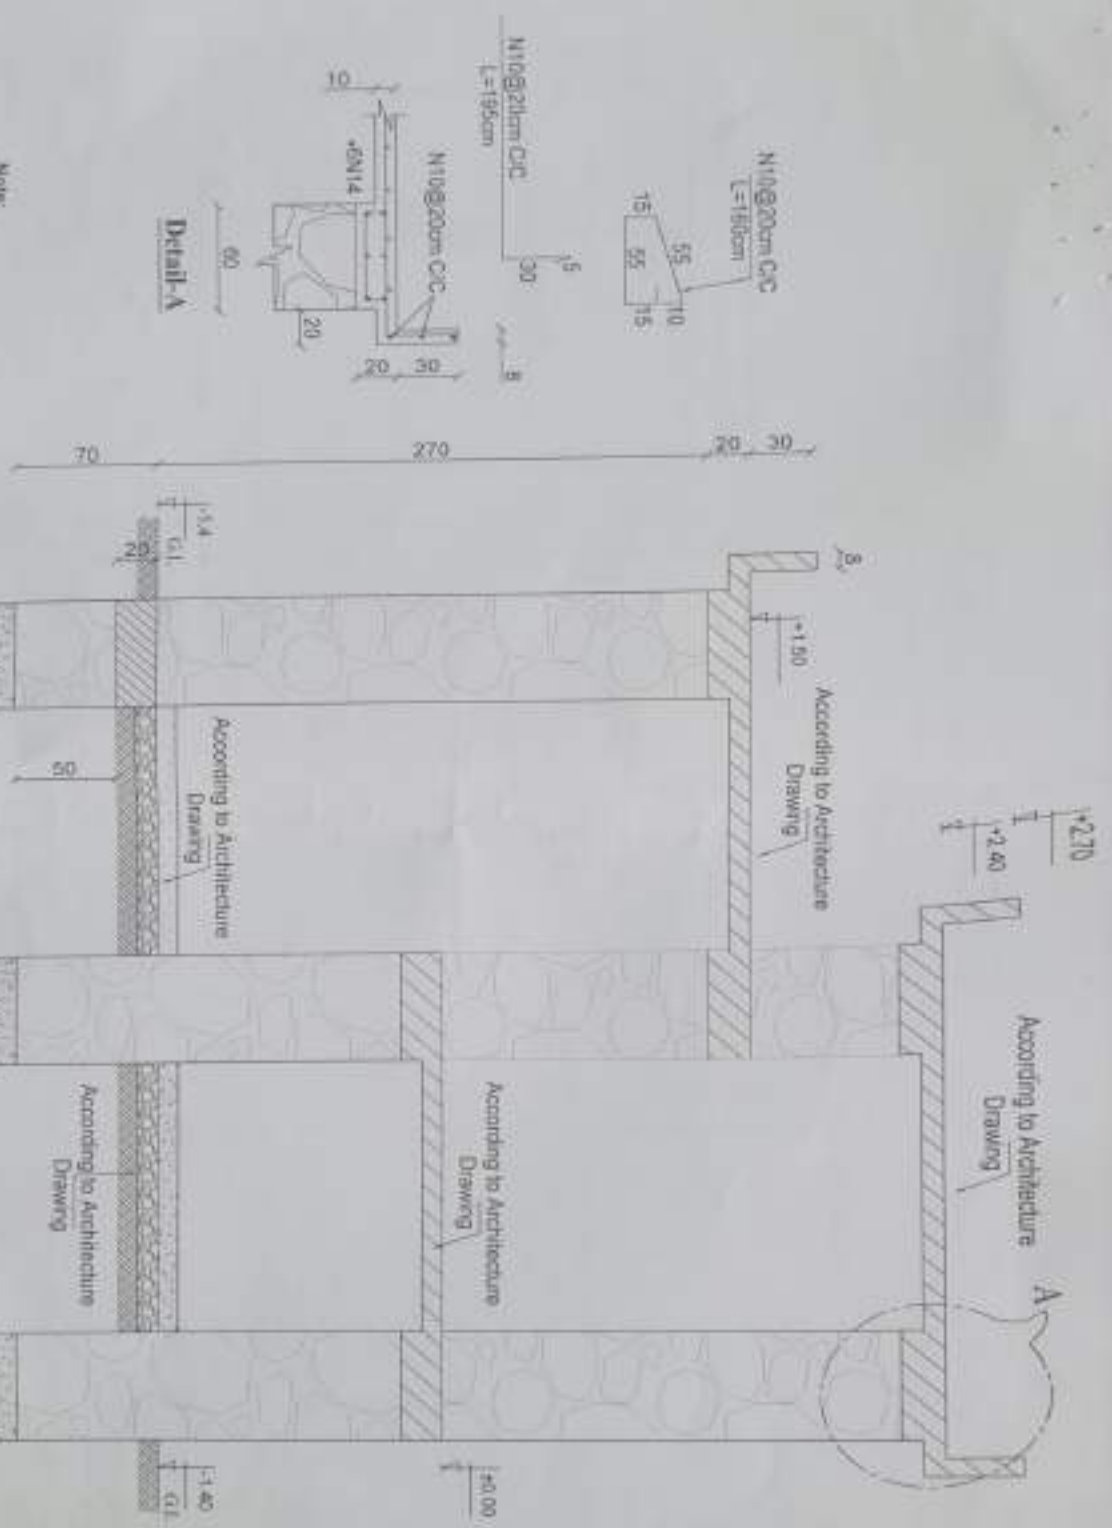 +2.70
+2.40
According to Architecture
Drawing
A
N10@20cm C/C
L=160cm
15
55
10
55
15
N10@20cm C/C
L=195cm
5
30
8
30
20
8
+1.50
According to Architecture
Drawing
N10@20cm C/C
10
+6N14
30
20
20
60
Detail-A
270
According to Architecture
Drawing
±0.00
According to Architecture
Drawing
G.L
-1.40
G.L
70
50
According to Architecture
Drawing
Note: